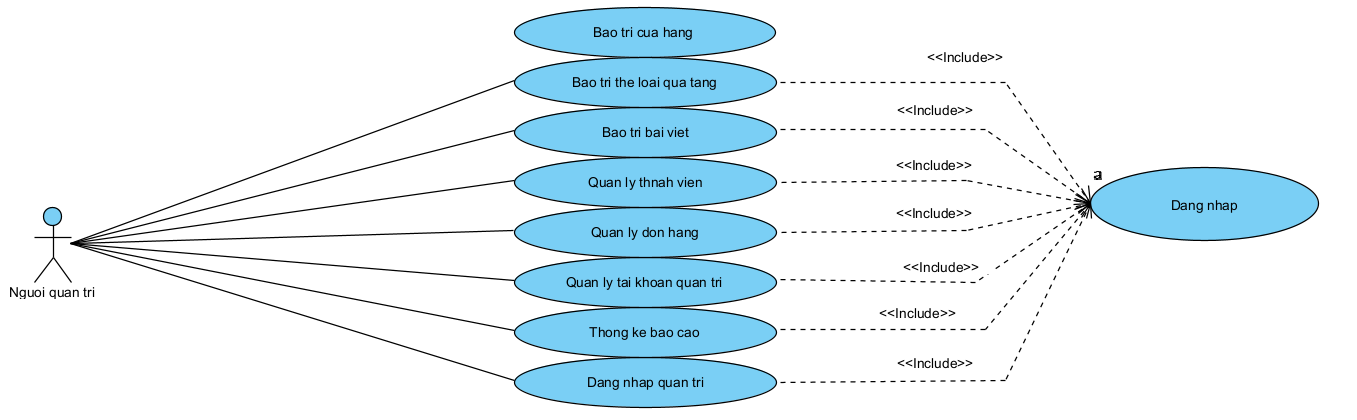 Bao tri cua hang
<<Include>>
Bao tri the loai qua tang
<<Include>>
Bao tri bai viet
<<Include>>
a
Quan ly thnah vien
Dang nhap
<<Include>>
Quan ly don hang
<<Include>>
Quan ly tai khoan quan tri
Nguoi quan tri
<<Include>>
Thong ke bao cao
<<Include>>
Dang nhap quan tri